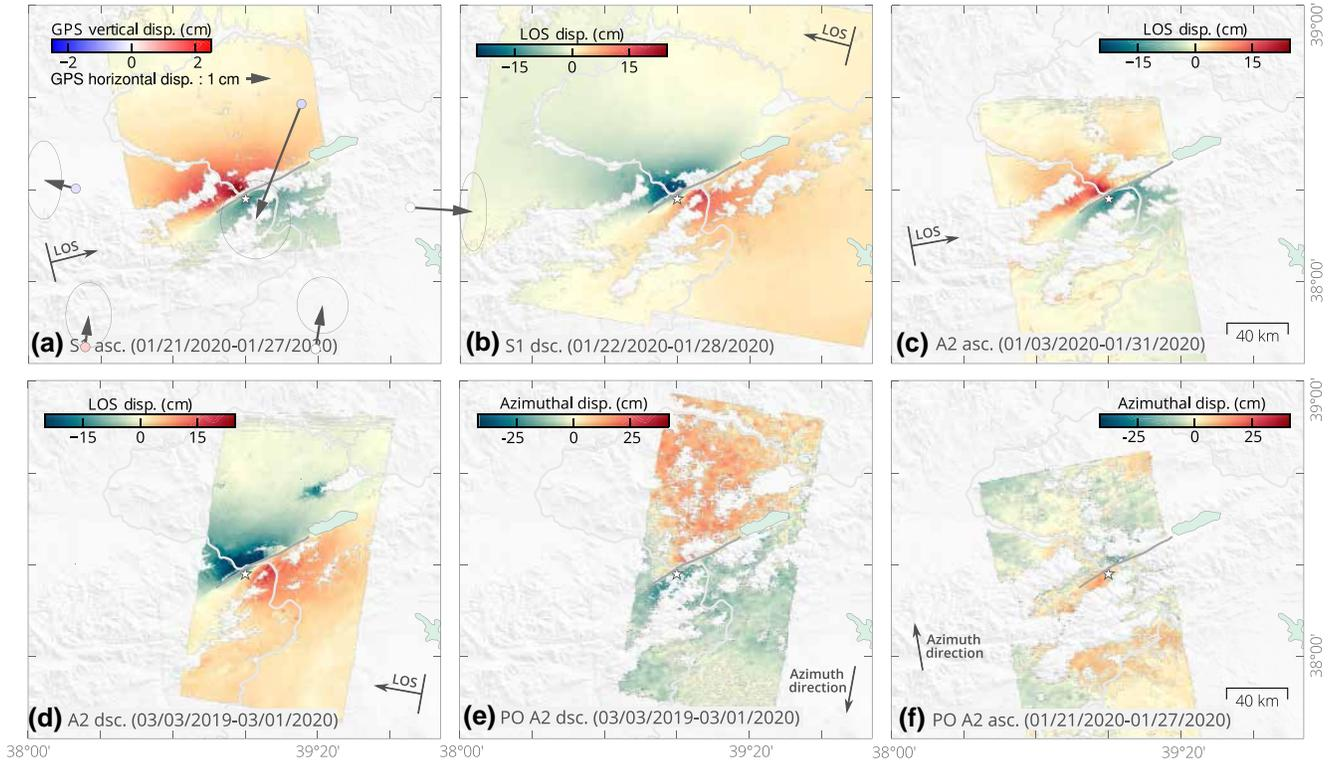 GPS vertical disp. (cm)
−2 0 2
GPS horizontal disp. : 1 cm
LOS
(a) S1 asc. (01/21/2020-01/27/2020)
LOS disp. (cm)
−15 0 15
LOS
(b) S1 dsc. (01/22/2020-01/28/2020)
LOS disp. (cm)
−15 0 15
LOS
(c) A2 asc. (01/03/2020-01/31/2020)
40 km
39°00'
38°00'
LOS disp. (cm)
−15 0 15
LOS
(d) A2 dsc. (03/03/2019-03/01/2020)
Azimuthal disp. (cm)
-25 0 25
Azimuth
direction
(e) PO A2 dsc. (03/03/2019-03/01/2020)
Azimuthal disp. (cm)
-25 0 25
Azimuth
direction
(f) PO A2 asc. (01/21/2020-01/27/2020)
40 km
39°00'
38°00'
38°00' 39°20' 39°20' 38°00' 39°20'